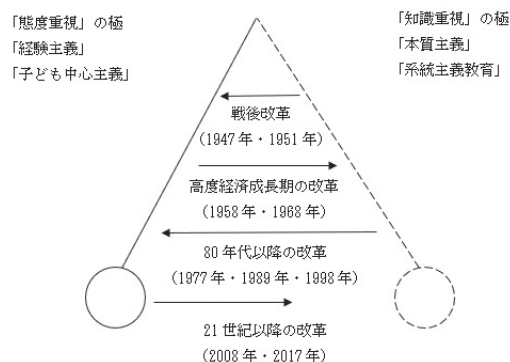 「態度重視」の極
「経験主義」
「子ども中心主義」
「知識重視」の極
「本質主義」
「系統主義教育」
戦後改革
（1947年・1951年）
高度経済成長期の改革
（1958年・1968年）
80年代以降の改革
（1977年・1989年・1998年）
21世紀以降の改革
（2008年・2017年）